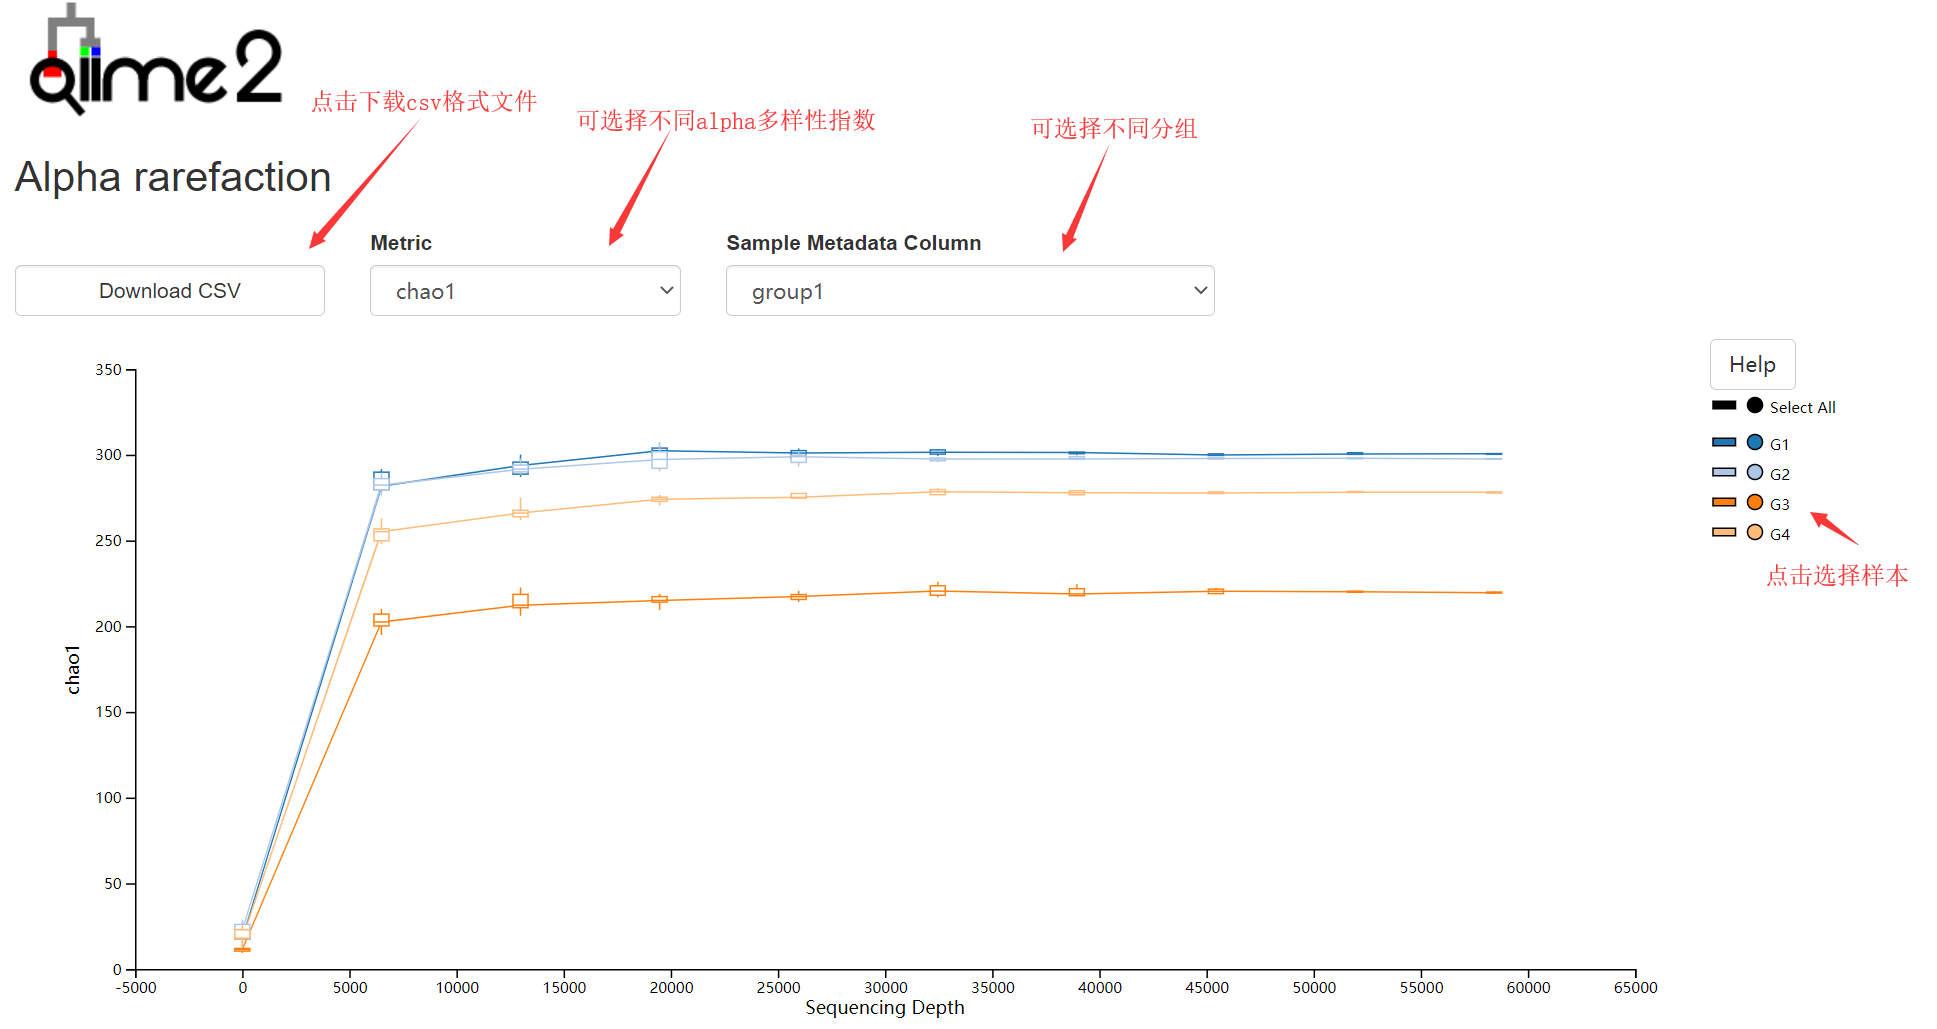 qiime2
点击下载csv格式文件
可选择不同alpha多样性指数
可选择不同分组
Alpha rarefaction
Metric
Sample Metadata Column
Download CSV
chao1
group1
Help
Select All
G1
G2
G3
G4
点击选择样本
350
300
250
200
150
100
50
0
chao1
-5000
0
5000
10000
15000
20000
25000
30000
35000
40000
45000
50000
55000
60000
65000
Sequencing Depth